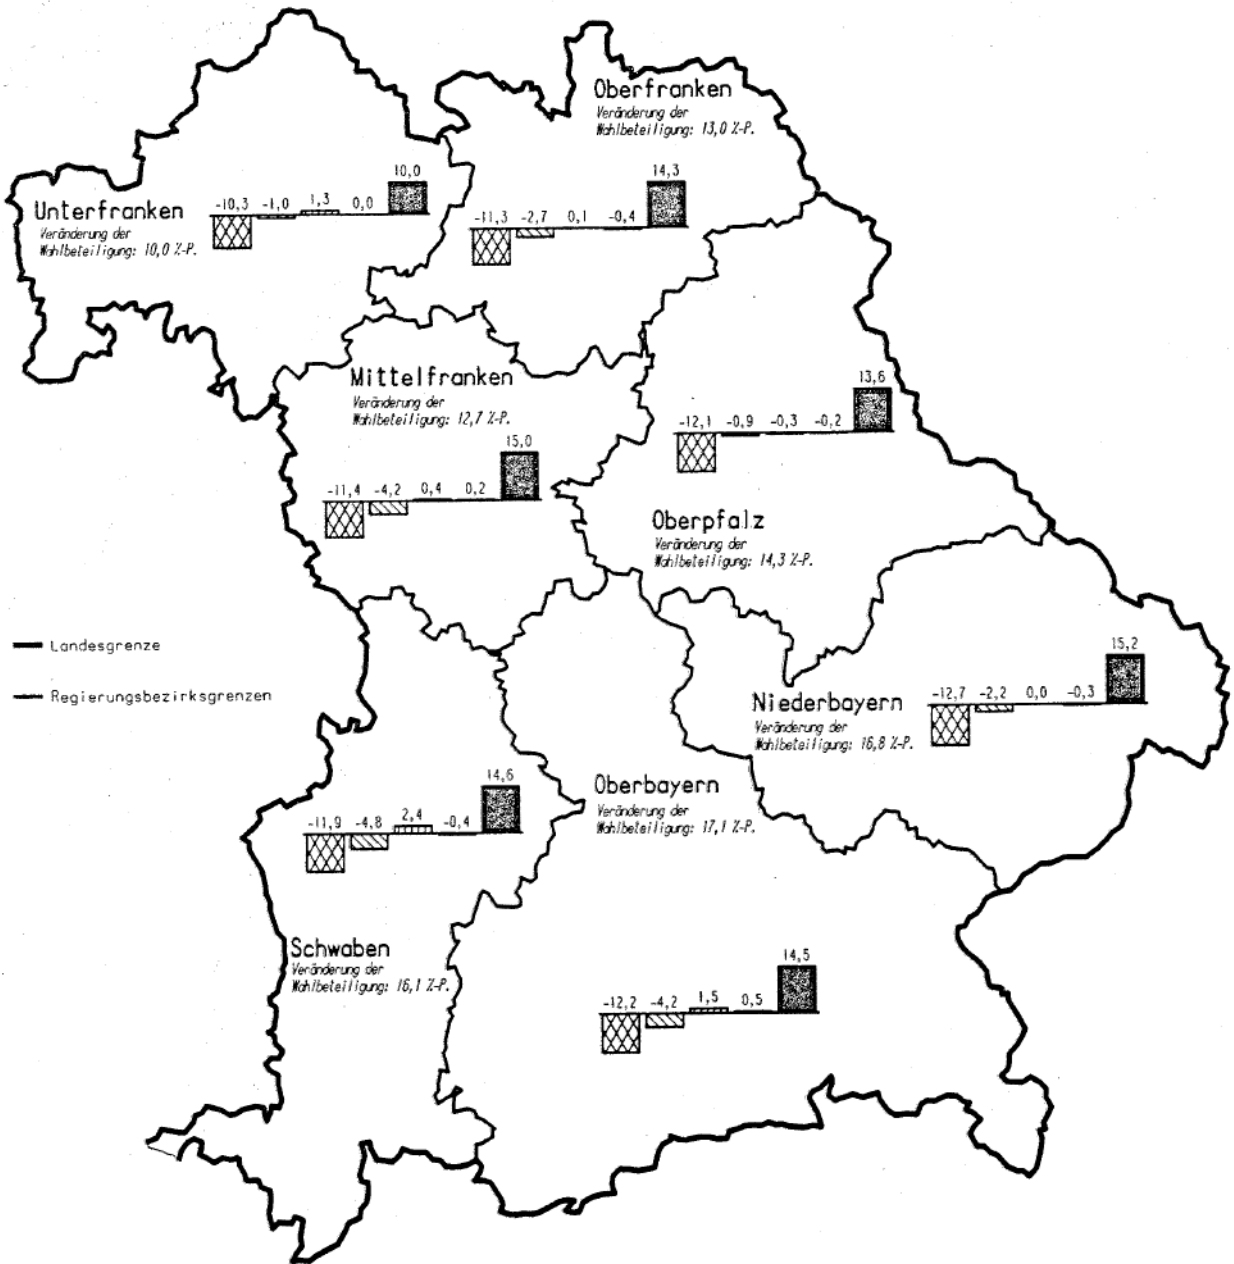 Oberfranken
Veränderung der
Wahlbeteiligung: 13,0 %-P.
14,3
-11,3 -2,7 0,1 -0,4
10,0
-10,3 -1,0 1,3 0,0
Unterfranken
Veränderung der
Wahlbeteiligung: 10,0 %-P.
Mittelfranken
Veränderung der
Wahlbeteiligung: 12,7 %-P.
15,0
-11,4 -4,2 0,4 0,2
13,6
-12,1 -0,9 -0,3 -0,2
Oberpfalz
Veränderung der
Wahlbeteiligung: 14,3 %-P.
Landesgrenze
Regierungsbezirksgrenzen
15,2
-12,7 -2,2 0,0 -0,3
Niederbayern
Veränderung der
Wahlbeteiligung: 16,8 %-P.
14,6
-11,9 -4,8 2,4 -0,4
Oberbayern
Veränderung der
Wahlbeteiligung: 17,1 %-P.
Schwaben
Veränderung der
Wahlbeteiligung: 16,1 %-P.
14,5
-12,2 -4,2 1,5 0,5